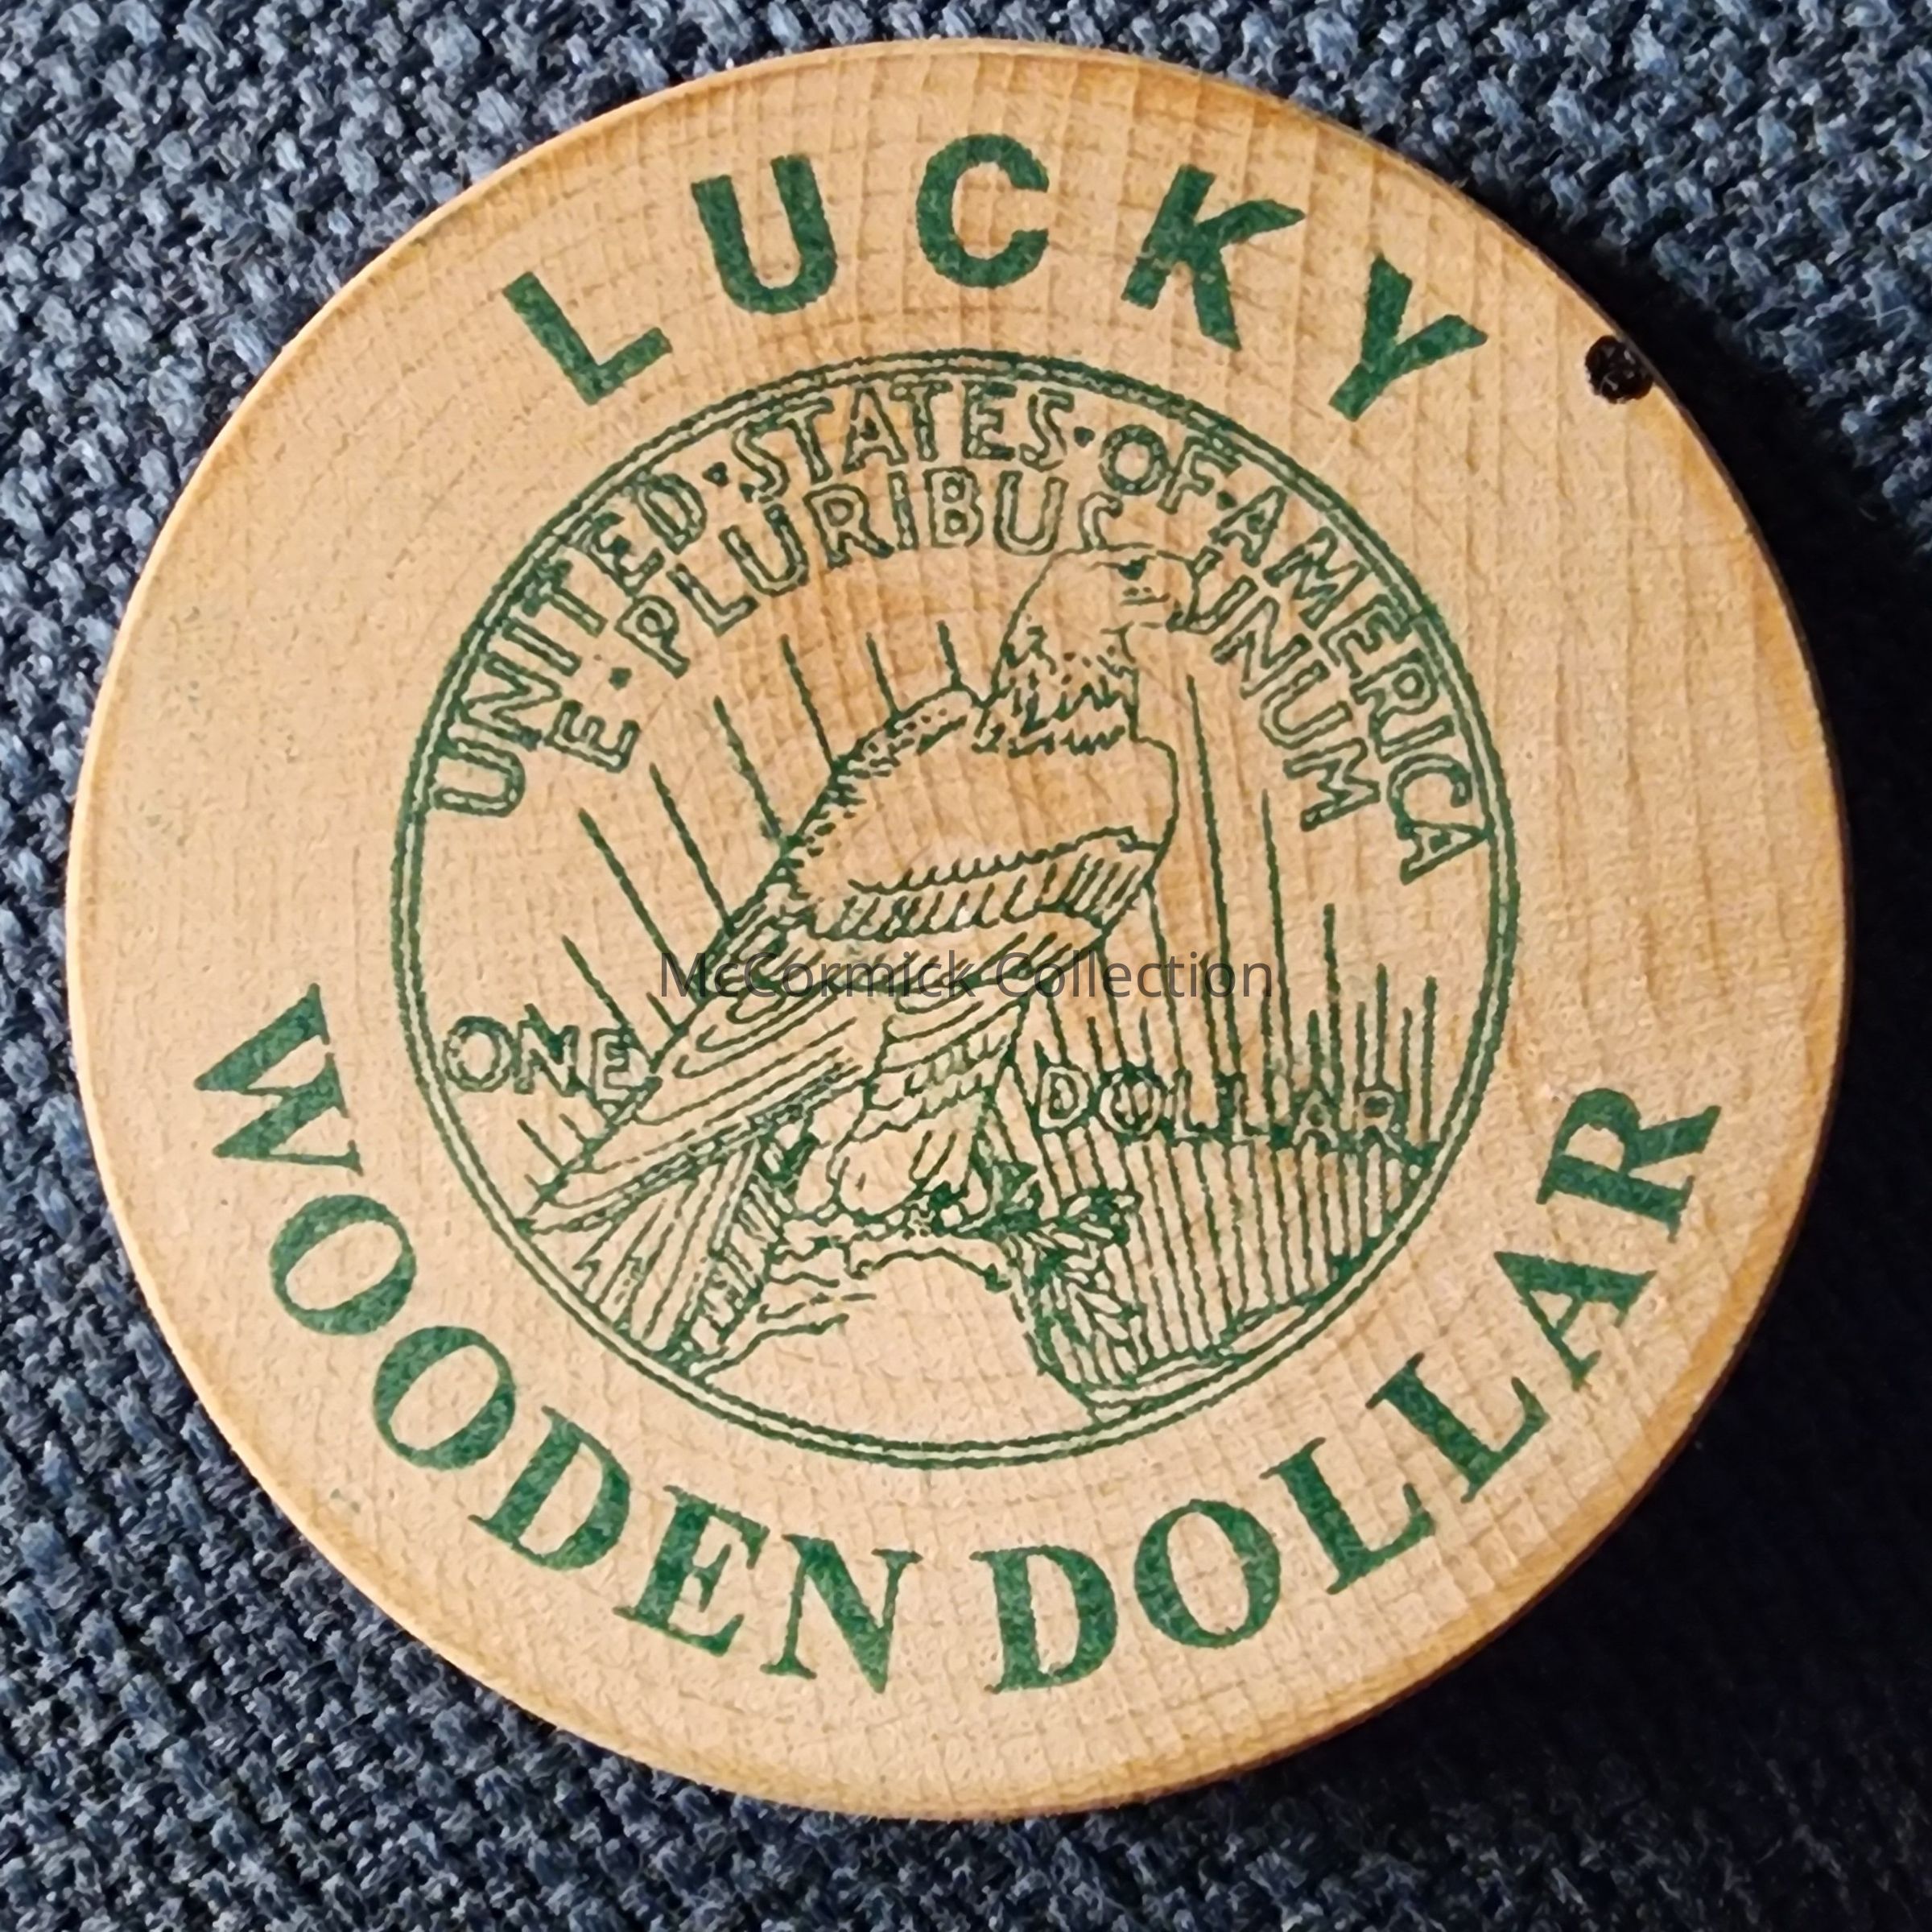 LUCKY
UNITED·STATES·OF·AMERICA
E·PLURIBUS UNUM
McCormick Collection
ONE DOLLAR
WOODEN DOLLAR